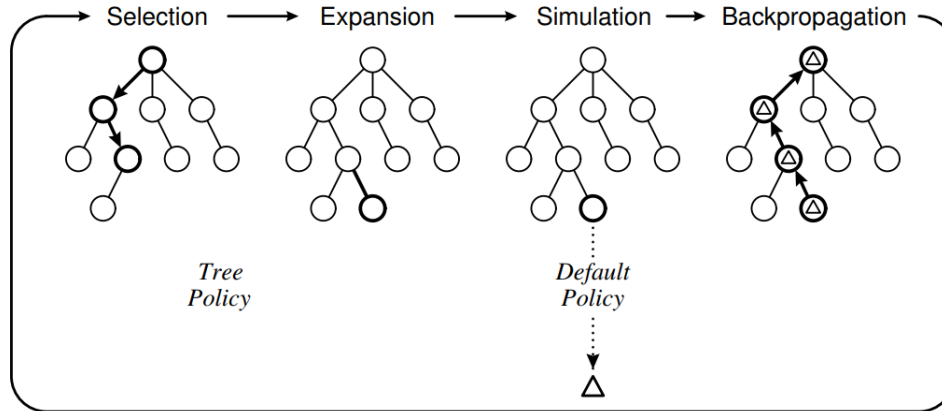 Selection Expansion Simulation Backpropagation
Tree
Policy
Default
Policy